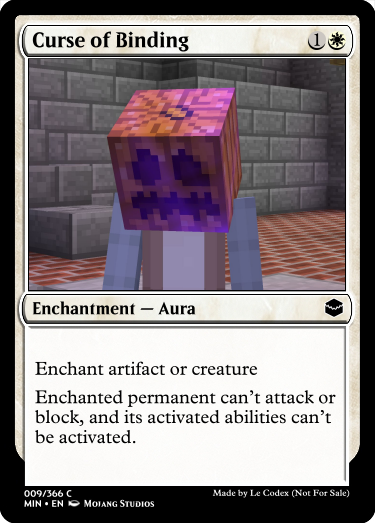 Curse of Binding 1
Enchantment — Aura
Enchant artifact or creature
Enchanted permanent can't attack or
block, and its activated abilities can't
be activated.
009/366 C
Made by Le Codex (Not For Sale)
MIN • EN Mojang Studios